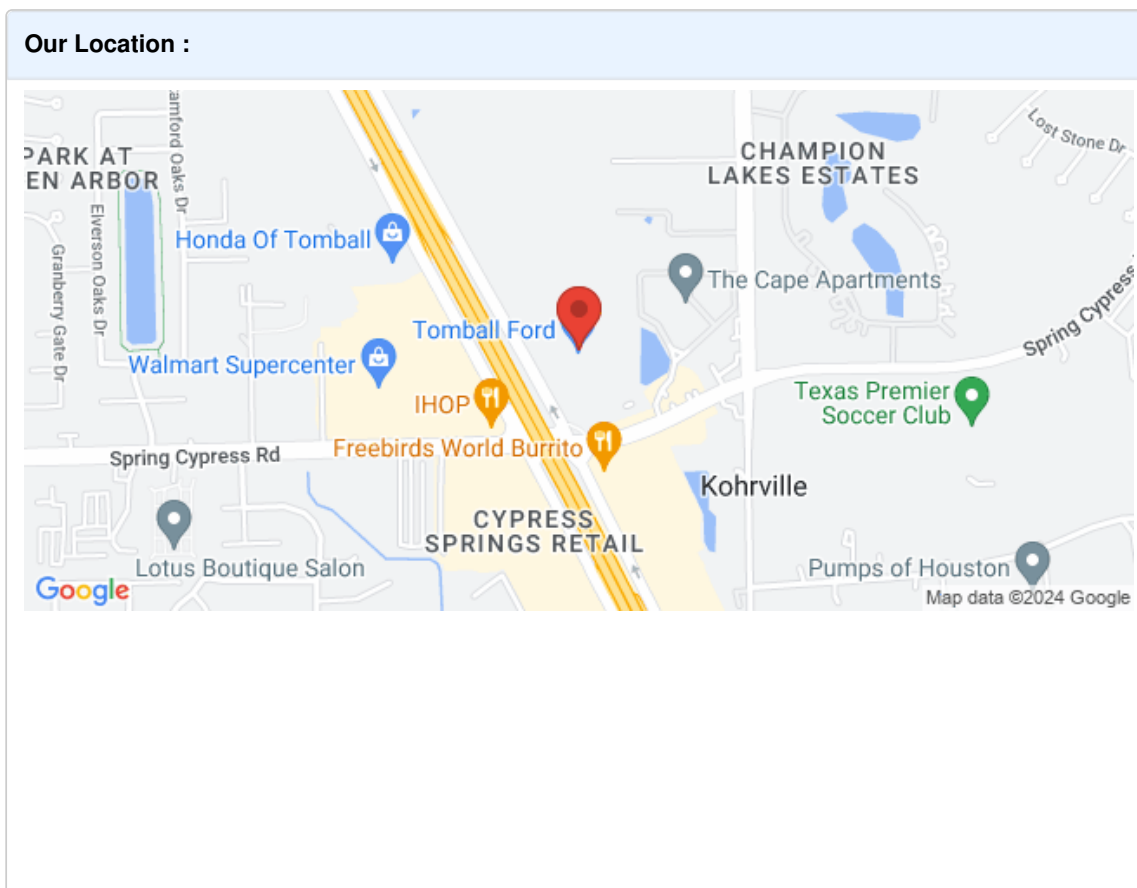 Our Location :
amford Oaks Dr
PARK AT
EN ARBOR
Elverson Oaks Dr
Granberry Gate Dr
Honda Of Tomball
CHAMPION
LAKES ESTATES
Lost Stone Dr
The Cape Apartments
Tomball Ford
Walmart Supercenter
IHOP
Spring Cypress
Texas Premier
Soccer Club
Freebirds World Burrito
Spring Cypress Rd
Kohrville
CYPRESS
SPRINGS RETAIL
Lotus Boutique Salon
Pumps of Houston
Google
Map data ©2024 Google